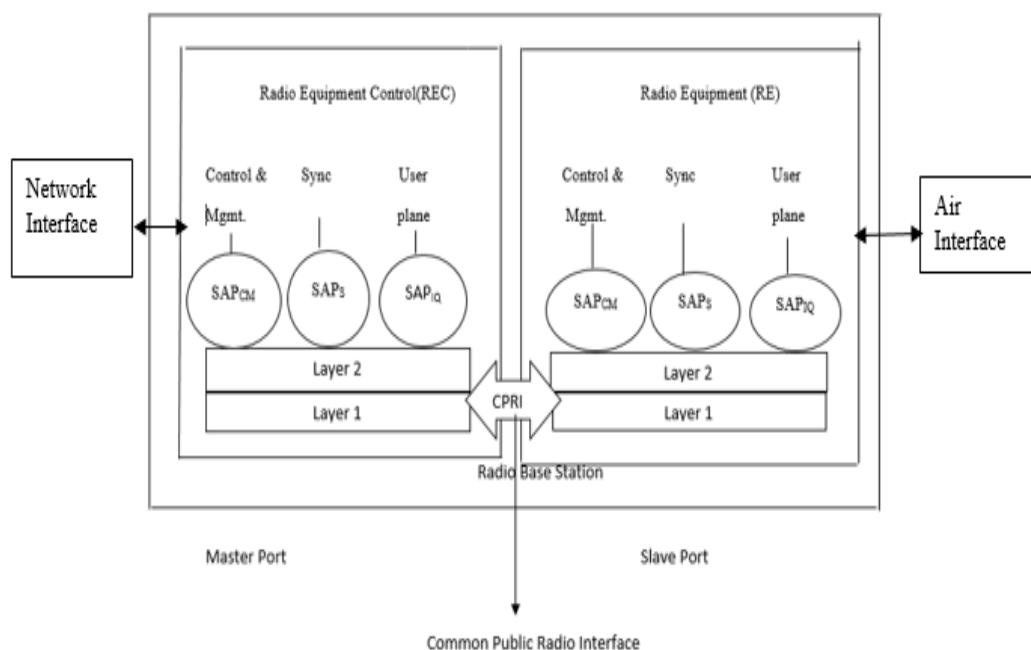 Radio Equipment Control(REC)
Radio Equipment (RE)
Network
Interface
Control &
Mgmt.
Sync
User
plane
Control &
Mgmt.
Sync
User
plane
Air
Interface
SAPCM
SAPS
SAPIQ
SAPCM
SAPS
SAPIQ
Layer 2
Layer 1
CPRI
Layer 2
Layer 1
Radio Base Station
Master Port
Slave Port
Common Public Radio Interface